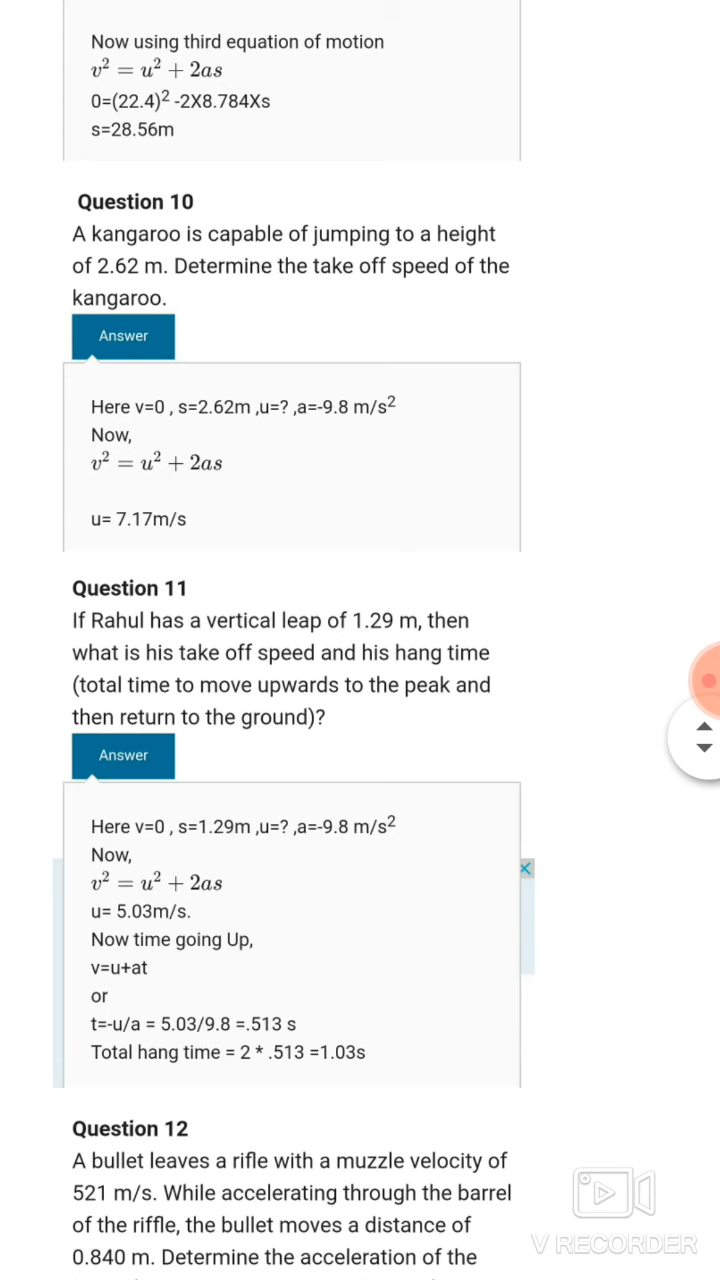 Now using third equation of motion
v² = u² + 2as
0=(22.4)² -2X8.784Xs
s=28.56m
Question 10
A kangaroo is capable of jumping to a height
of 2.62 m. Determine the take off speed of the
kangaroo.
Answer
Here v=0 , s=2.62m ,u=? ,a=-9.8 m/s²
Now,
v² = u² + 2as
u= 7.17m/s
Question 11
If Rahul has a vertical leap of 1.29 m, then
what is his take off speed and his hang time
(total time to move upwards to the peak and
then return to the ground)?
Answer
Here v=0 , s=1.29m ,u=? ,a=-9.8 m/s²
Now,
v² = u² + 2as
u= 5.03m/s.
Now time going Up,
v=u+at
or
t=-u/a = 5.03/9.8 =.513 s
Total hang time = 2 * .513 =1.03s
Question 12
A bullet leaves a rifle with a muzzle velocity of
521 m/s. While accelerating through the barrel
of the riffle, the bullet moves a distance of
0.840 m. Determine the acceleration of the
V RECORDER